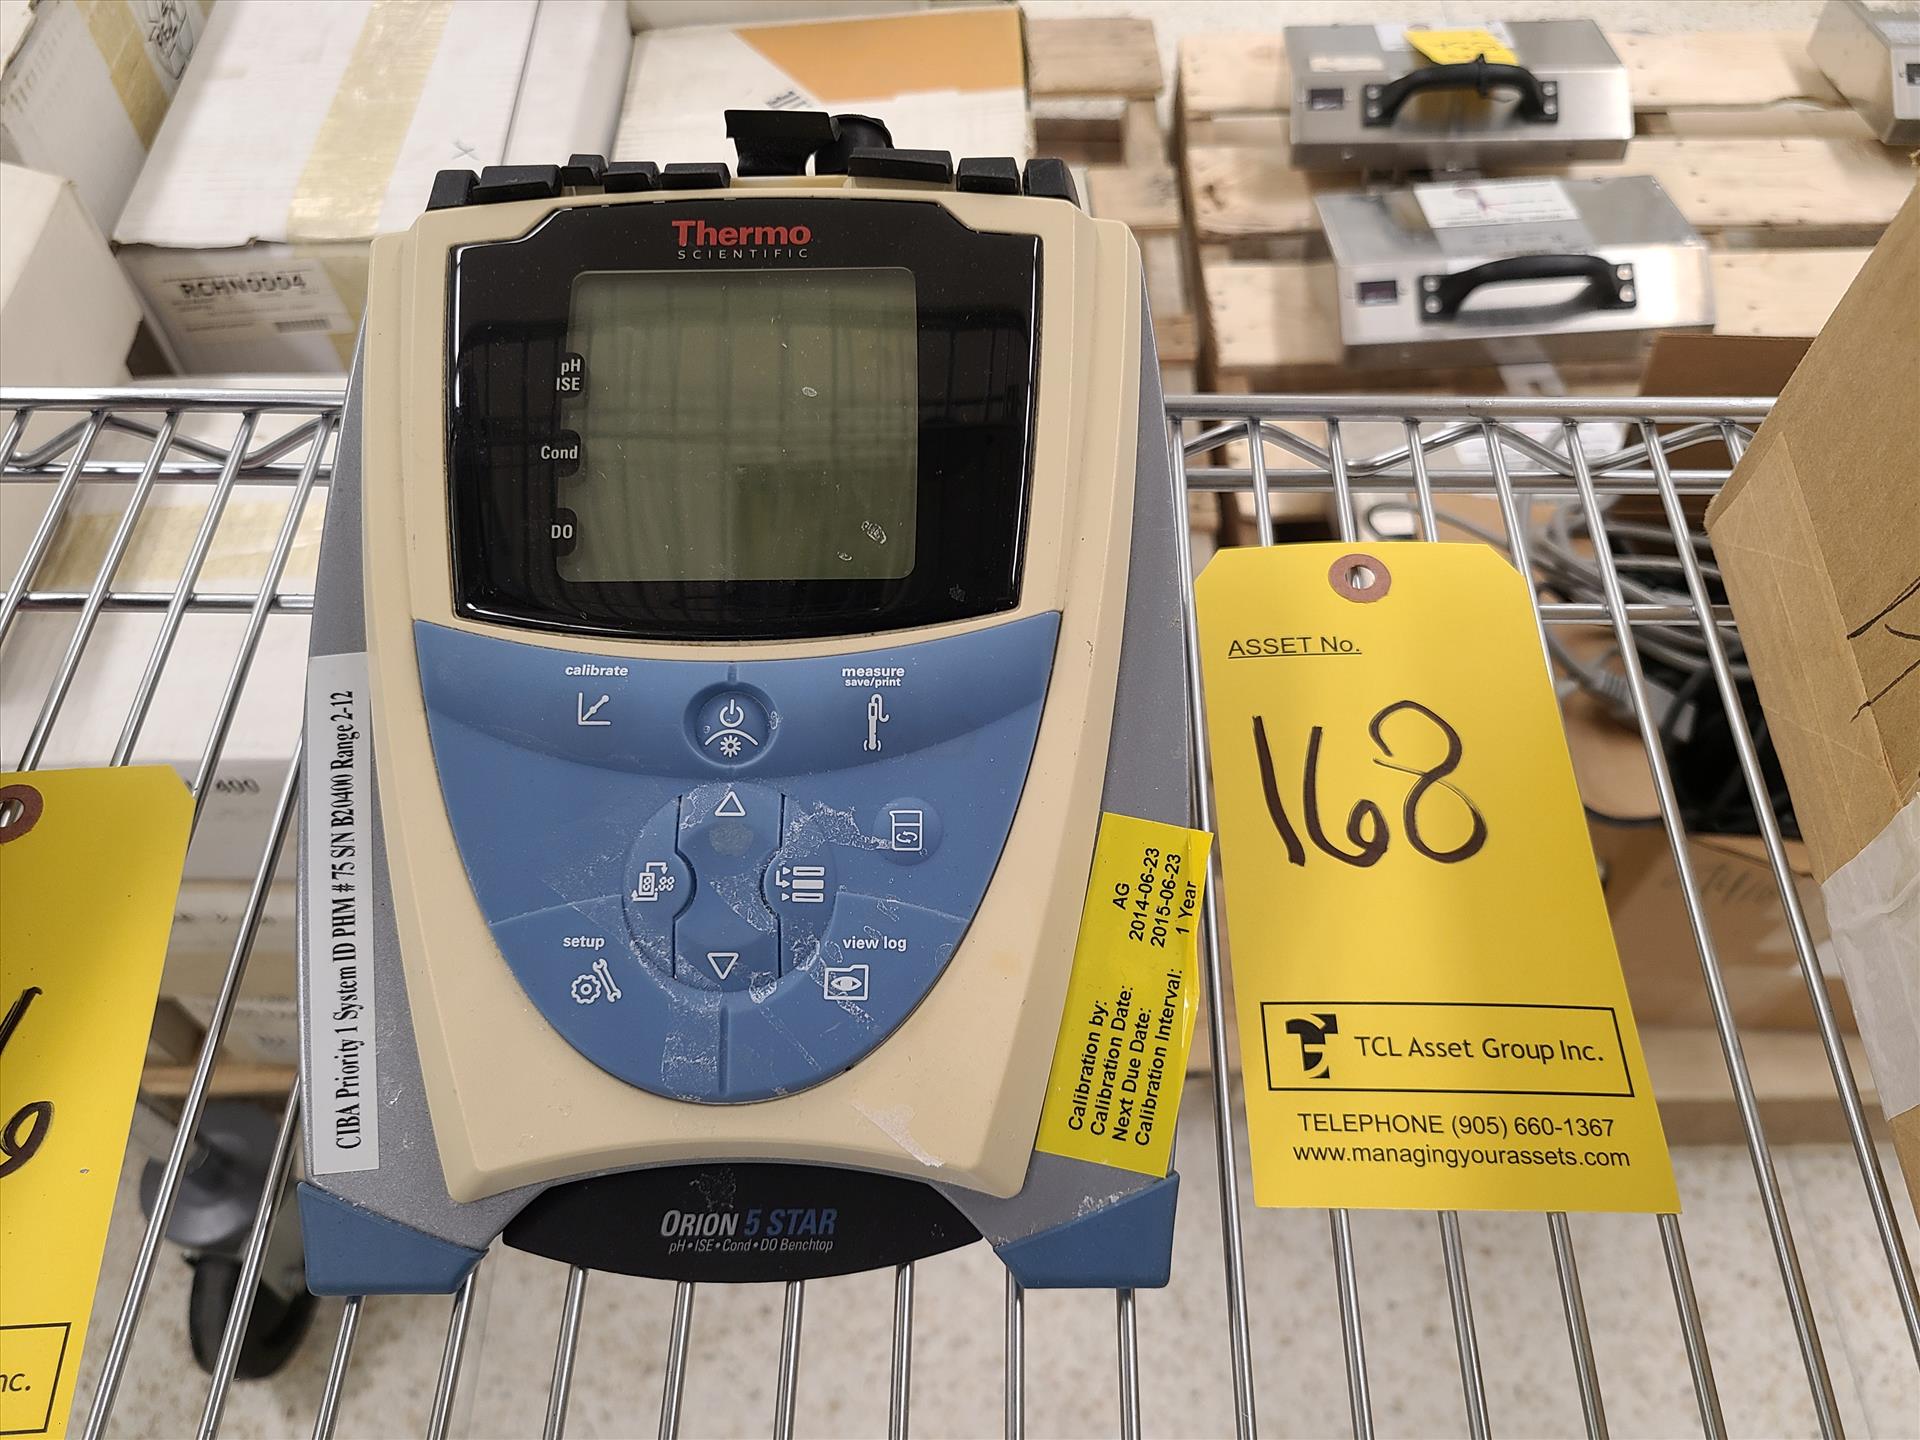 Thermo
SCIENTIFIC
pH
ISE
Cond
DO
calibrate
measure
save/print
setup
view log
ORION 5 STAR
pH • ISE • Cond • DO Benchtop
CIBA Priority 1 System ID PHM # 75 S/N B20400 Range 2-12
Calibration by: AG
Calibration Date: 2014-06-23
Next Due Date: 2015-06-23
Calibration Interval: 1 Year
ASSET No.
168
TCL Asset Group Inc.
TELEPHONE (905) 660-1367
www.managingyourassets.com
RCHN0004
400
nc.